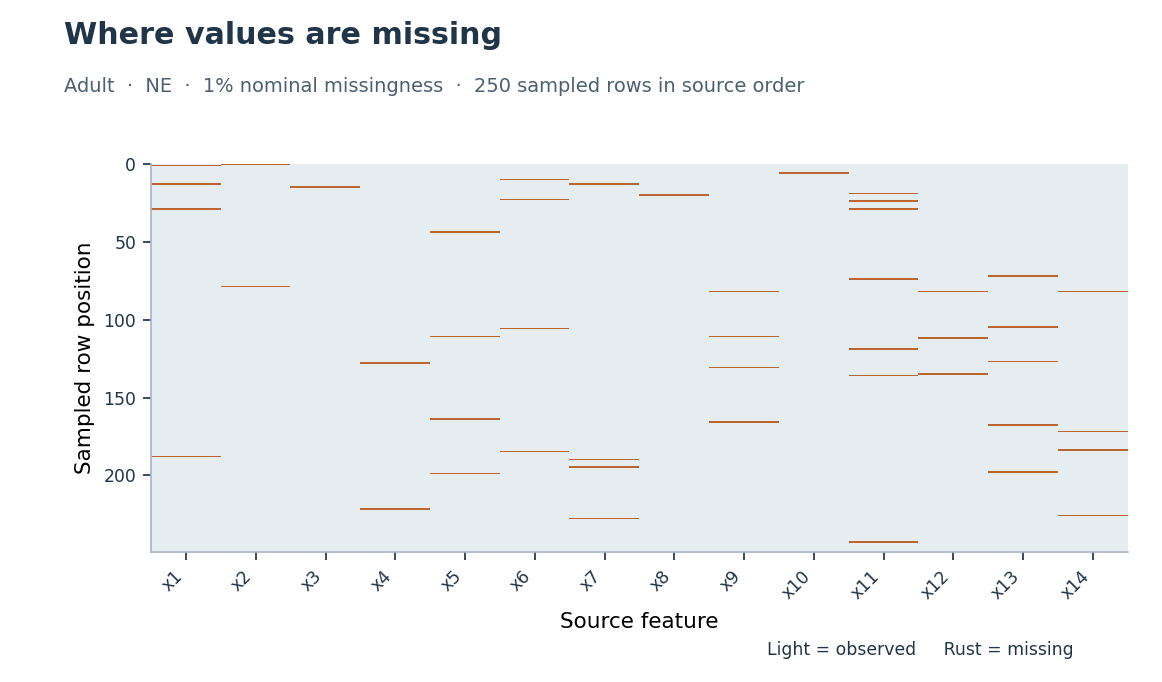 Where values are missing
Adult · NE · 1% nominal missingness · 250 sampled rows in source order
Sampled row position
0
50
100
150
200
x1 x2 x3 x4 x5 x6 x7 x8 x9 x10 x11 x12 x13 x14
Source feature
Light = observed Rust = missing